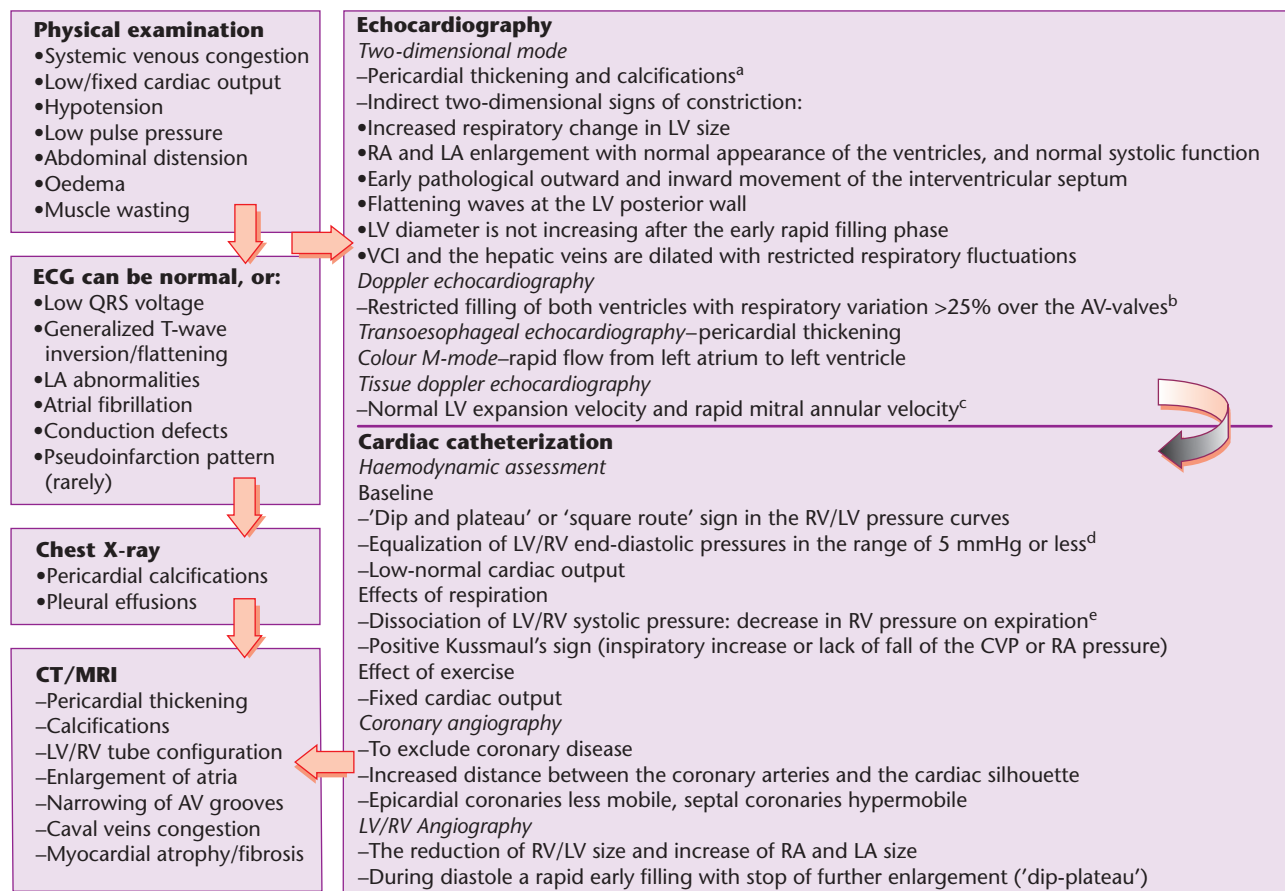 Physical examination
•Systemic venous congestion
•Low/fixed cardiac output
•Hypotension
•Low pulse pressure
•Abdominal distension
•Oedema
•Muscle wasting
ECG can be normal, or:
•Low QRS voltage
•Generalized T-wave
inversion/flattening
•LA abnormalities
•Atrial fibrillation
•Conduction defects
•Pseudoinfarction pattern
(rarely)
Chest X-ray
•Pericardial calcifications
•Pleural effusions
CT/MRI
–Pericardial thickening
–Calcifications
–LV/RV tube configuration
–Enlargement of atria
–Narrowing of AV grooves
–Caval veins congestion
–Myocardial atrophy/fibrosis
Echocardiography
Two-dimensional mode
–Pericardial thickening and calcificationsᵃ
–Indirect two-dimensional signs of constriction:
•Increased respiratory change in LV size
•RA and LA enlargement with normal appearance of the ventricles, and normal systolic function
•Early pathological outward and inward movement of the interventricular septum
•Flattening waves at the LV posterior wall
•LV diameter is not increasing after the early rapid filling phase
•VCI and the hepatic veins are dilated with restricted respiratory fluctuations
Doppler echocardiography
–Restricted filling of both ventricles with respiratory variation >25% over the AV-valvesᵇ
Transoesophageal echocardiography–pericardial thickening
Colour M-mode–rapid flow from left atrium to left ventricle
Tissue doppler echocardiography
–Normal LV expansion velocity and rapid mitral annular velocityᶜ
Cardiac catheterization
Haemodynamic assessment
Baseline
–'Dip and plateau' or 'square route' sign in the RV/LV pressure curves
–Equalization of LV/RV end-diastolic pressures in the range of 5 mmHg or lessᵈ
–Low-normal cardiac output
Effects of respiration
–Dissociation of LV/RV systolic pressure: decrease in RV pressure on expirationᵉ
–Positive Kussmaul's sign (inspiratory increase or lack of fall of the CVP or RA pressure)
Effect of exercise
–Fixed cardiac output
Coronary angiography
–To exclude coronary disease
–Increased distance between the coronary arteries and the cardiac silhouette
–Epicardial coronaries less mobile, septal coronaries hypermobile
LV/RV Angiography
–The reduction of RV/LV size and increase of RA and LA size
–During diastole a rapid early filling with stop of further enlargement ('dip-plateau')